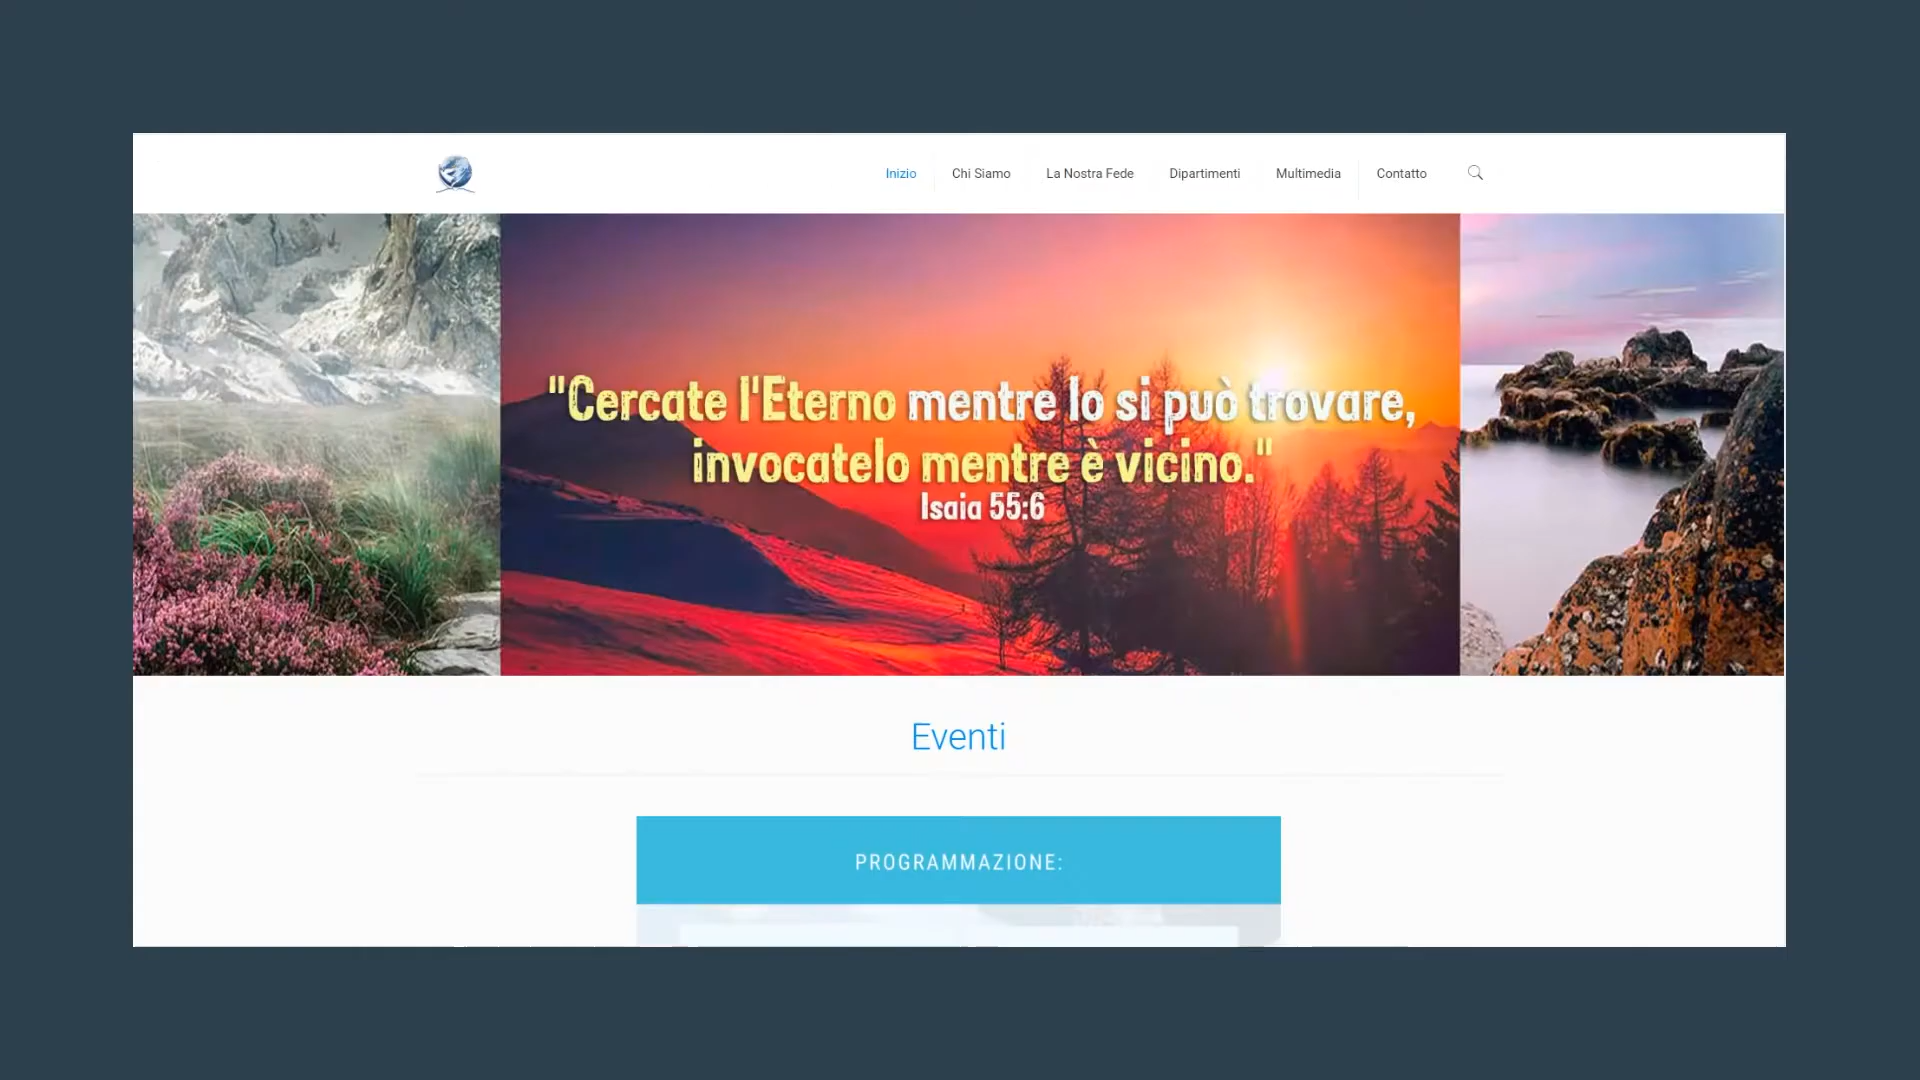 Inizio
Chi Siamo
La Nostra Fede
Dipartimenti
Multimedia
Contatto
"Cercate l'Eterno mentre lo si può trovare,
invocatelo mentre è vicino."
Isaia 55:6
Eventi
PROGRAMMAZIONE: